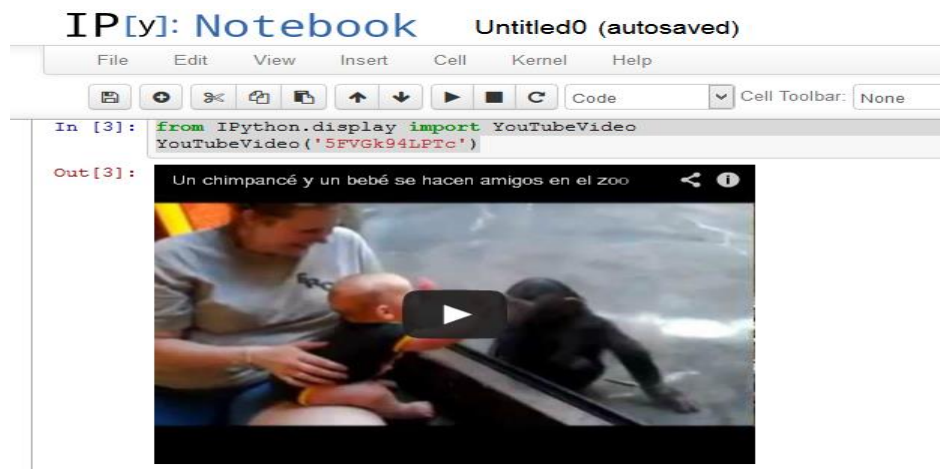 IP[y]: Notebook Untitled0 (autosaved)
File Edit View Insert Cell Kernel Help
Code Cell Toolbar: None
In [3]: from IPython.display import YouTubeVideo
YouTubeVideo('5FVGk94LPTc')
Out[3]:
Un chimpancé y un bebé se hacen amigos en el zoo